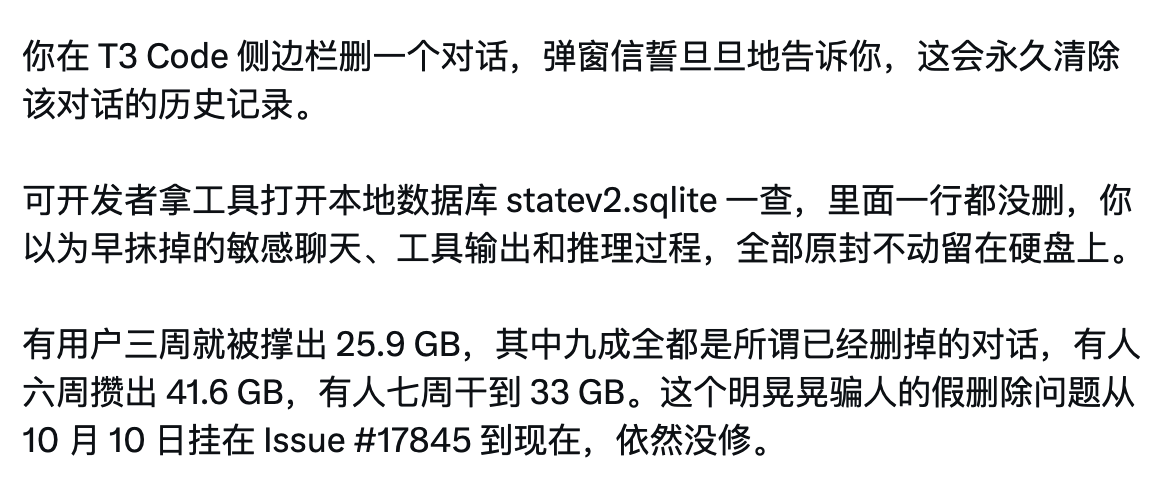 你在 T3 Code 侧边栏删一个对话，弹窗信誓旦旦地告诉你，这会永久清除
该对话的历史记录。
可开发者拿工具打开本地数据库 statev2.sqlite 一查，里面一行都没删，你
以为早抹掉的敏感聊天、工具输出和推理过程，全部原封不动留在硬盘上。
有用户三周就被撑出 25.9 GB，其中九成全都是所谓已经删掉的对话，有人
六周攒出 41.6 GB，有人七周干到 33 GB。这个明晃晃骗人的假删除问题从
10 月 10 日挂在 Issue #17845 到现在，依然没修。